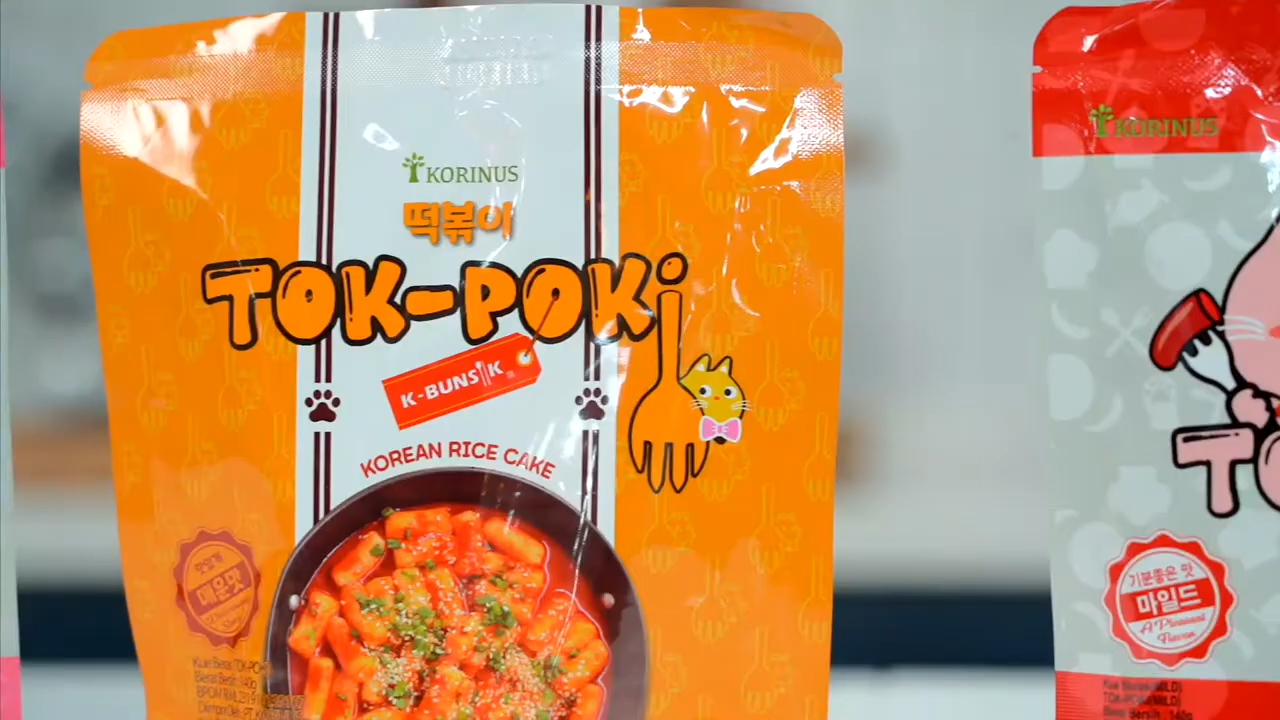 KORINUS
떡볶이
TOK-POKi
K-BUNSIK
KOREAN RICE CAKE
매운맛
KORINUS
기분좋은 맛
마일드
A Pleasant
Flavor